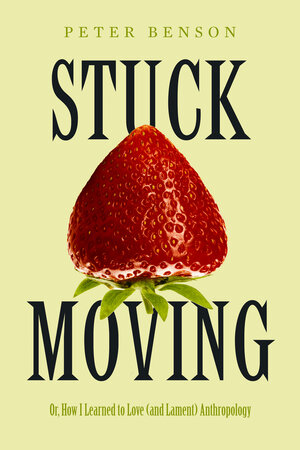 PETER BENSON
STUCK
MOVING
Or, How I Learned to Love (and Lament) Anthropology